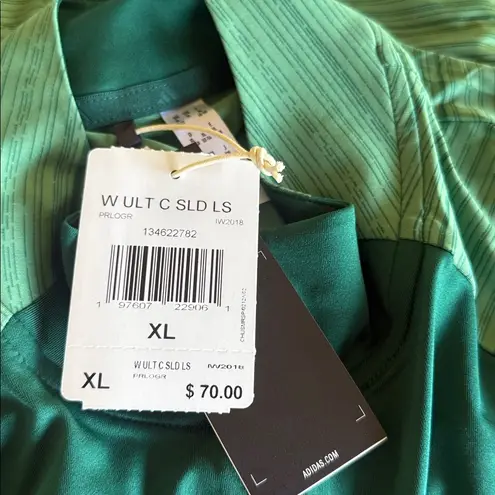 W ULT C SLD LS
PRLOGR IW2018
134622782
1 97607 22906 1
XL
W ULT C SLD LS IW2018
PRLOGR
XL $ 70.00
ADIDAS.COM